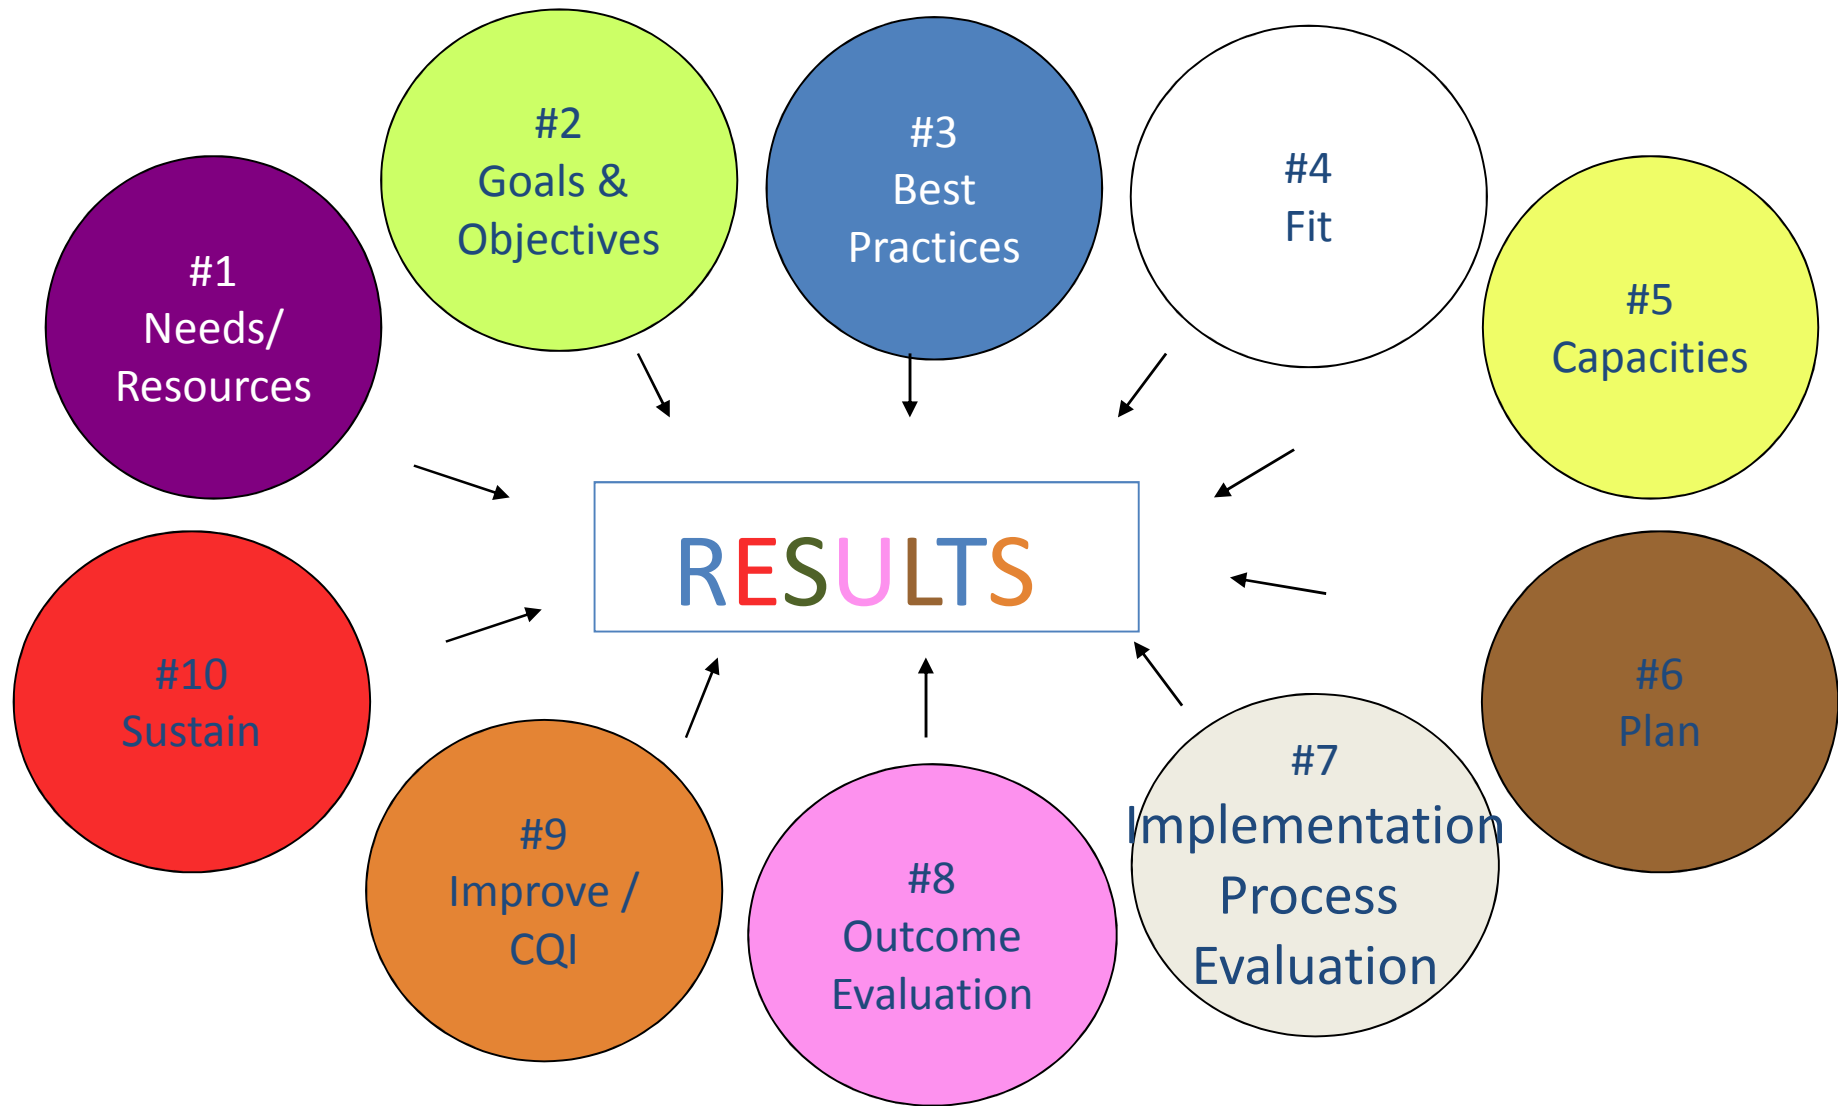 #1
Needs/
Resources
#2
Goals &
Objectives
#3
Best
Practices
#4
Fit
#5
Capacities
RESULTS
#6
Plan
#7
Implementation
Process
Evaluation
#8
Outcome
Evaluation
#9
Improve /
CQI
#10
Sustain